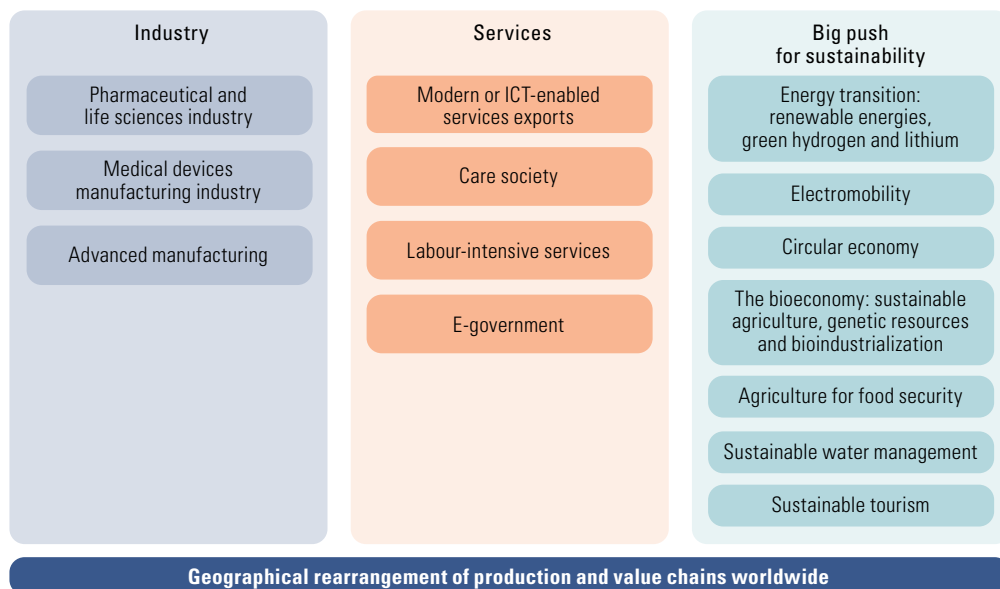 Industry
Pharmaceutical and
life sciences industry
Medical devices
manufacturing industry
Advanced manufacturing
Services
Modern or ICT-enabled
services exports
Care society
Labour-intensive services
E-government
Big push
for sustainability
Energy transition:
renewable energies,
green hydrogen and lithium
Electromobility
Circular economy
The bioeconomy: sustainable
agriculture, genetic resources
and bioindustrialization
Agriculture for food security
Sustainable water management
Sustainable tourism
Geographical rearrangement of production and value chains worldwide